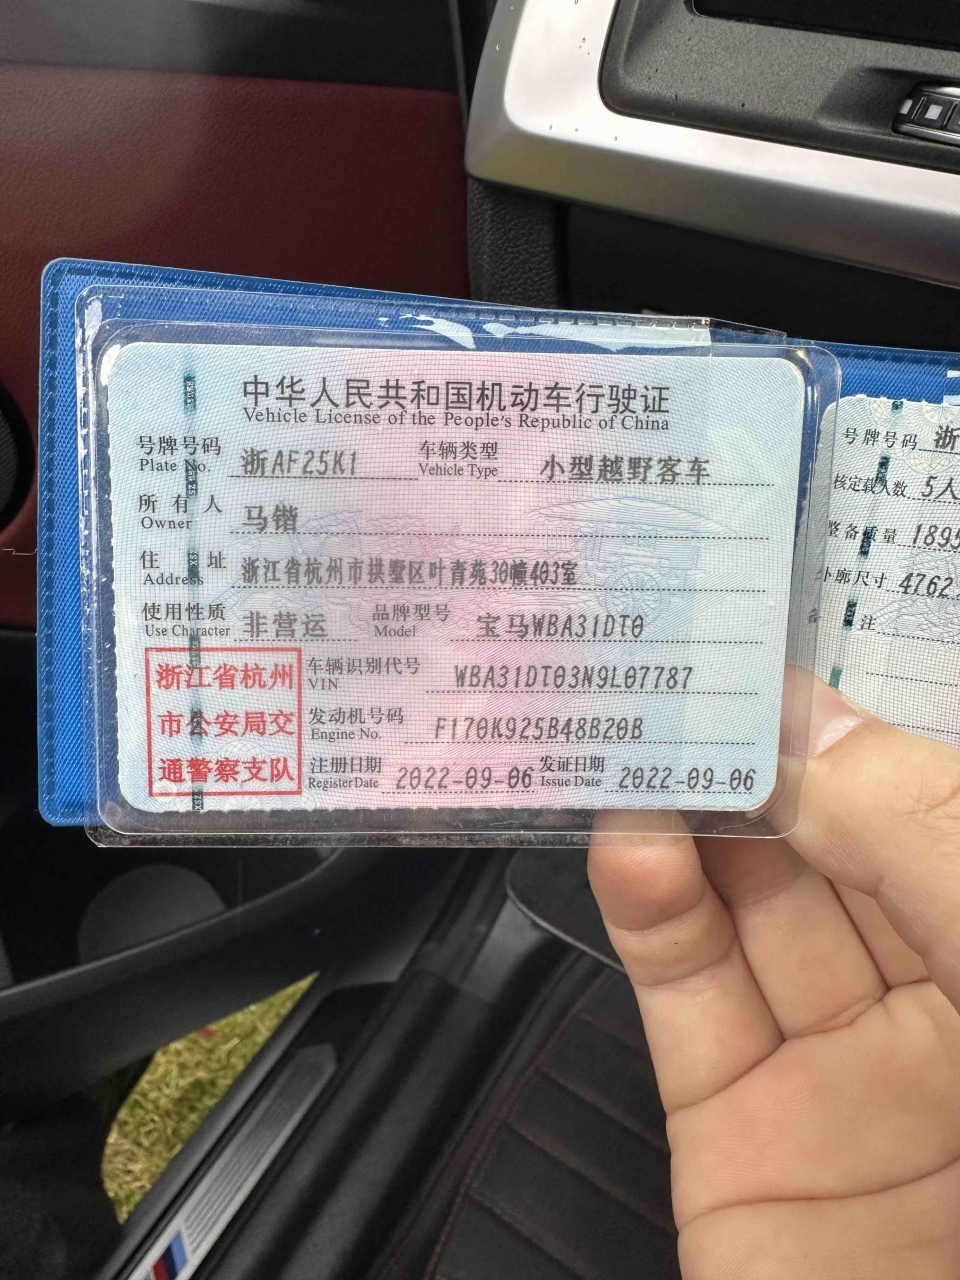 中华人民共和国机动车行驶证
Vehicle License of the People's Republic of China
号牌号码 浙AF25K1 车辆类型 小型越野客车
Plate No. Vehicle Type
所有人 马锴
Owner
住址 浙江省杭州市拱墅区叶青苑30幢403室
Address
使用性质 非营运 品牌型号 宝马WBA31DT0
Use Character Model
浙江省杭州
市公安局交
通警察支队
车辆识别代号 WBA31DT03N9L07787
VIN
发动机号码 F170K925B48B20B
Engine No.
注册日期 2022-09-06 发证日期 2022-09-06
Register Date Issue Date
号牌号码 浙
核定载人数 5人
整备质量 1895
外廓尺寸 4762
备注